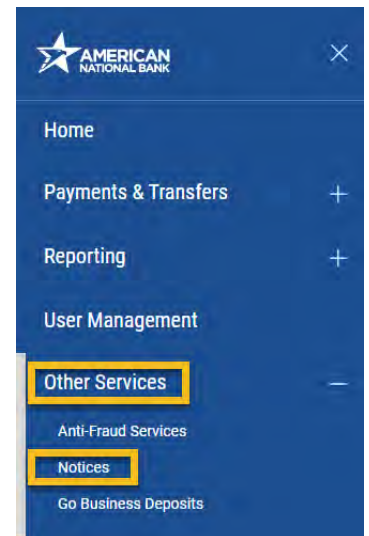 AMERICAN
NATIONAL BANK
Home
Payments & Transfers
Reporting
User Management
Other Services
Anti-Fraud Services
Notices
Go Business Deposits